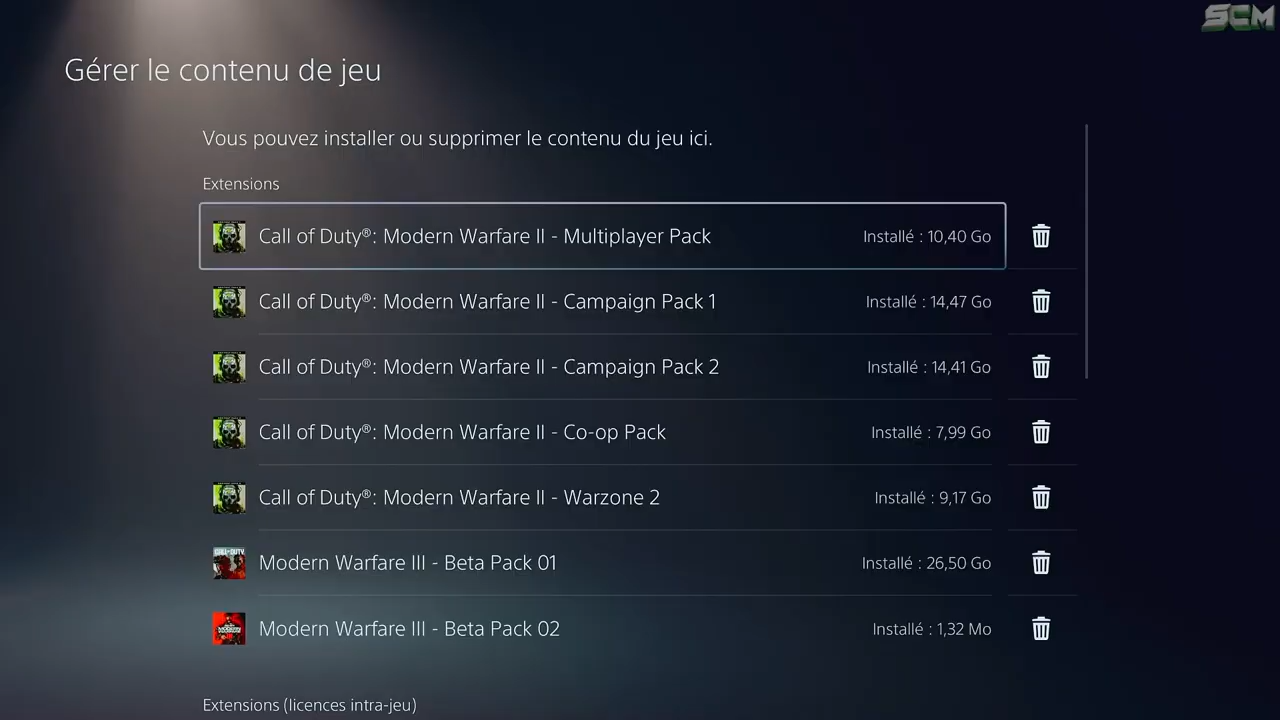 SCM
Gérer le contenu de jeu
Vous pouvez installer ou supprimer le contenu du jeu ici.
Extensions
Call of Duty®: Modern Warfare II - Multiplayer Pack Installé : 10,40 Go
Call of Duty®: Modern Warfare II - Campaign Pack 1 Installé : 14,47 Go
Call of Duty®: Modern Warfare II - Campaign Pack 2 Installé : 14,41 Go
Call of Duty®: Modern Warfare II - Co-op Pack Installé : 7,99 Go
Call of Duty®: Modern Warfare II - Warzone 2 Installé : 9,17 Go
Modern Warfare III - Beta Pack 01 Installé : 26,50 Go
Modern Warfare III - Beta Pack 02 Installé : 1,32 Mo
Extensions (licences intra-jeu)